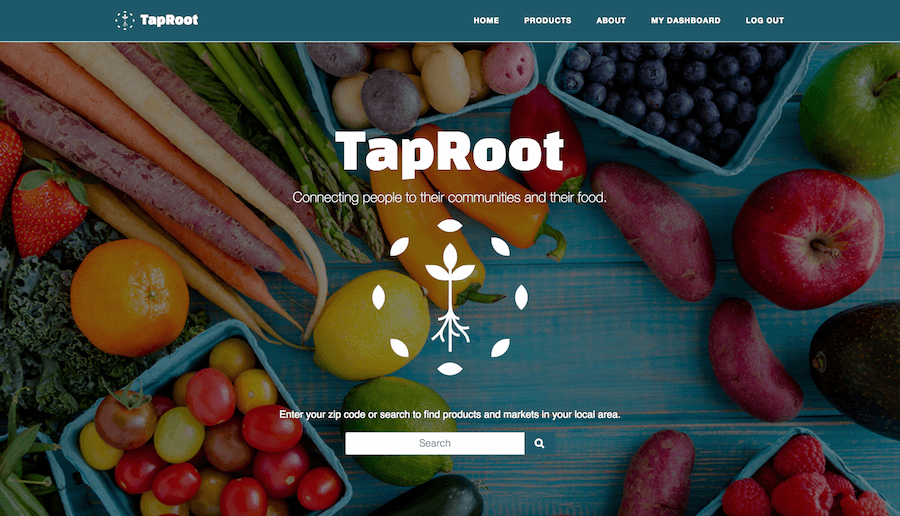 TapRoot
HOME PRODUCTS ABOUT MY DASHBOARD LOG OUT
TapRoot
Connecting people to their communities and their food.
Enter your zip code or search to find products and markets in your local area.
Search